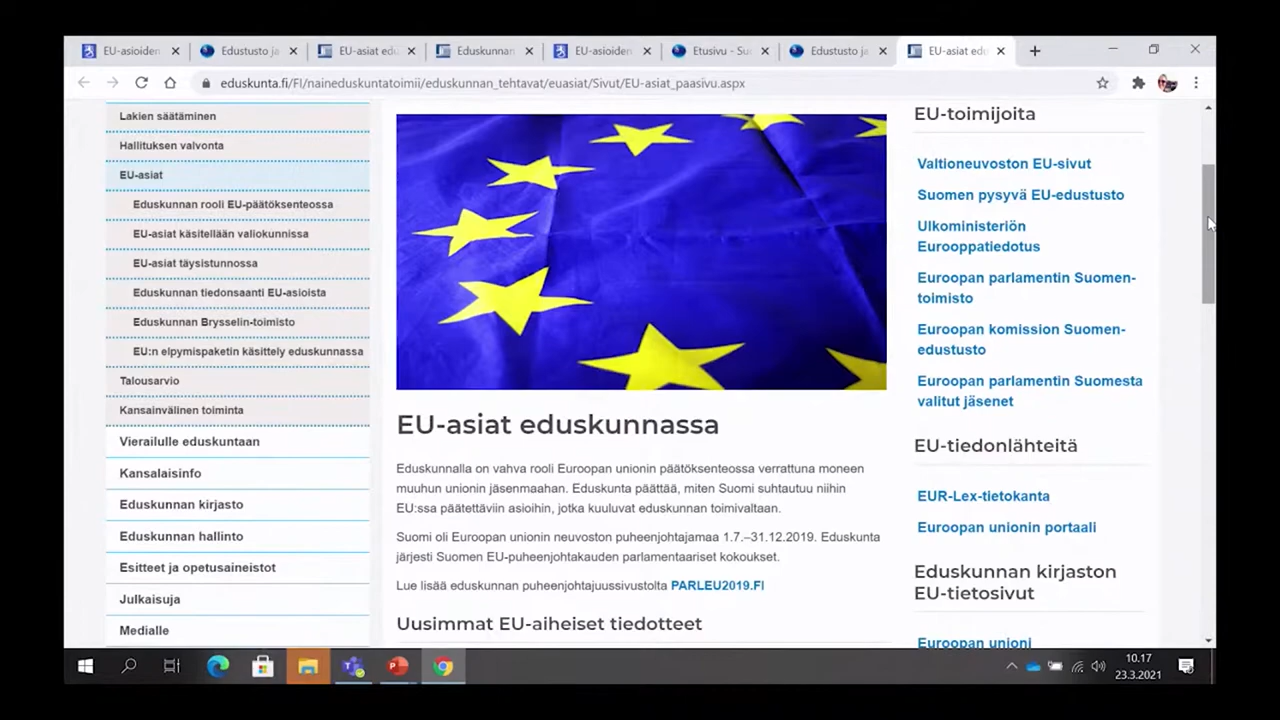 EU-asioiden
Edustusto ja
EU-asiat edu
Eduskunnan
EU-asioiden
Etusivu - Suo
Edustusto ja
EU-asiat edu
eduskunta.fi/FI/naineduskuntatoimii/eduskunnan_tehtavat/euasiat/Sivut/EU-asiat_paasivu.aspx
Lakien säätäminen
Hallituksen valvonta
EU-asiat
Eduskunnan rooli EU-päätöksenteossa
EU-asiat käsitellään valiokunnissa
EU-asiat täysistunnossa
Eduskunnan tiedonsaanti EU-asioista
Eduskunnan Brysselin-toimisto
EU:n elpymispaketin käsittely eduskunnassa
Talousarvio
Kansainvälinen toiminta
Vierailulle eduskuntaan
Kansalaisinfo
Eduskunnan kirjasto
Eduskunnan hallinto
Esitteet ja opetusaineistot
Julkaisuja
Medialle
EU-asiat eduskunnassa
Eduskunnalla on vahva rooli Euroopan unionin päätöksenteossa verrattuna moneen
muuhun unionin jäsenmaahan. Eduskunta päättää, miten Suomi suhtautuu niihin
EU:ssa päätettäviin asioihin, jotka kuuluvat eduskunnan toimivaltaan.
Suomi oli Euroopan unionin neuvoston puheenjohtajamaa 1.7.–31.12.2019. Eduskunta
järjesti Suomen EU-puheenjohtakauden parlamentaariset kokoukset.
Lue lisää eduskunnan puheenjohtajuussivustolta PARLEU2019.FI
Uusimmat EU-aiheiset tiedotteet
EU-toimijoita
Valtioneuvoston EU-sivut
Suomen pysyvä EU-edustusto
Ulkoministeriön
Eurooppatiedotus
Euroopan parlamentin Suomen-
toimisto
Euroopan komission Suomen-
edustusto
Euroopan parlamentin Suomesta
valitut jäsenet
EU-tiedonlähteitä
EUR-Lex-tietokanta
Euroopan unionin portaali
Eduskunnan kirjaston
EU-tietosivut
Euroopan unioni
10.17
23.3.2021